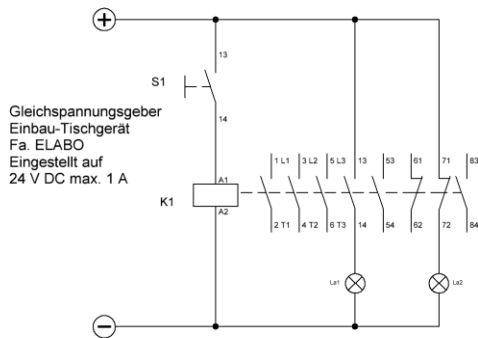 +
13
S1
14
Gleichspannungsgeber
Einbau-Tischgerät
Fa. ELABO
Eingestellt auf
24 V DC max. 1 A
K1
A1
A2
1 L1 3 L2 5 L3 13 53 61 71 83
2 T1 4 T2 6 T3 14 54 62 72 84
La1 La2
−